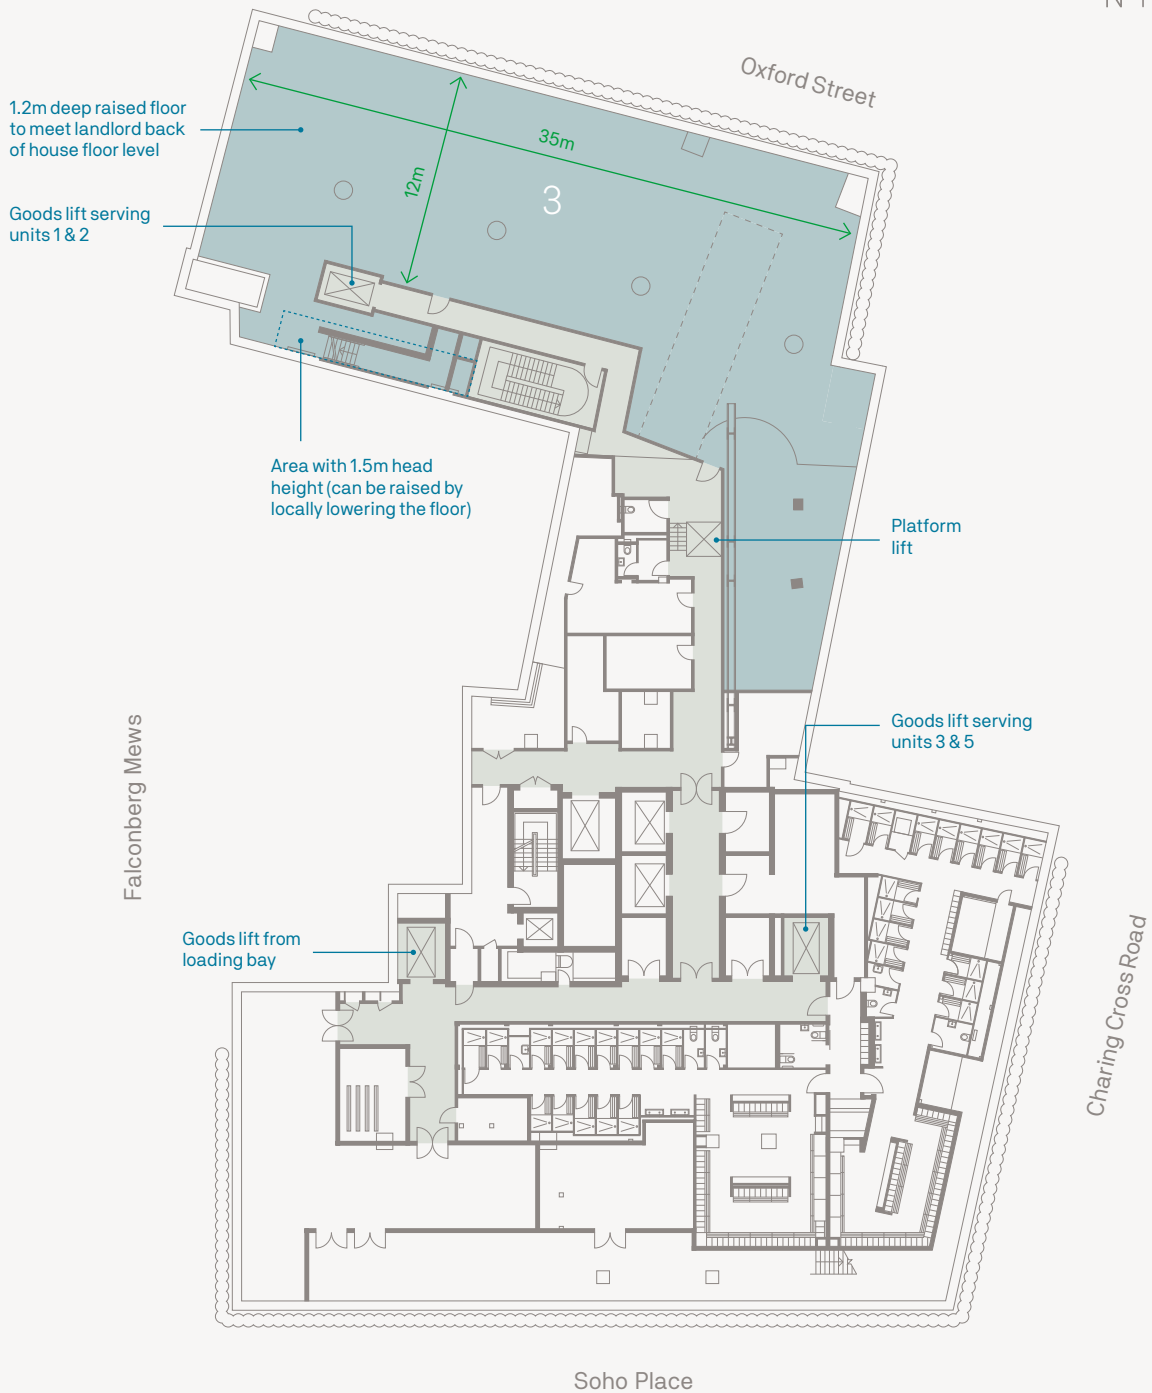 Oxford Street
1.2m deep raised floor
to meet landlord back
of house floor level
35m
12m
3
Goods lift serving
units 1 & 2
Area with 1.5m head
height (can be raised by
locally lowering the floor)
Platform
lift
Goods lift serving
units 3 & 5
Falconberg Mews
Goods lift from
loading bay
Charing Cross Road
Soho Place